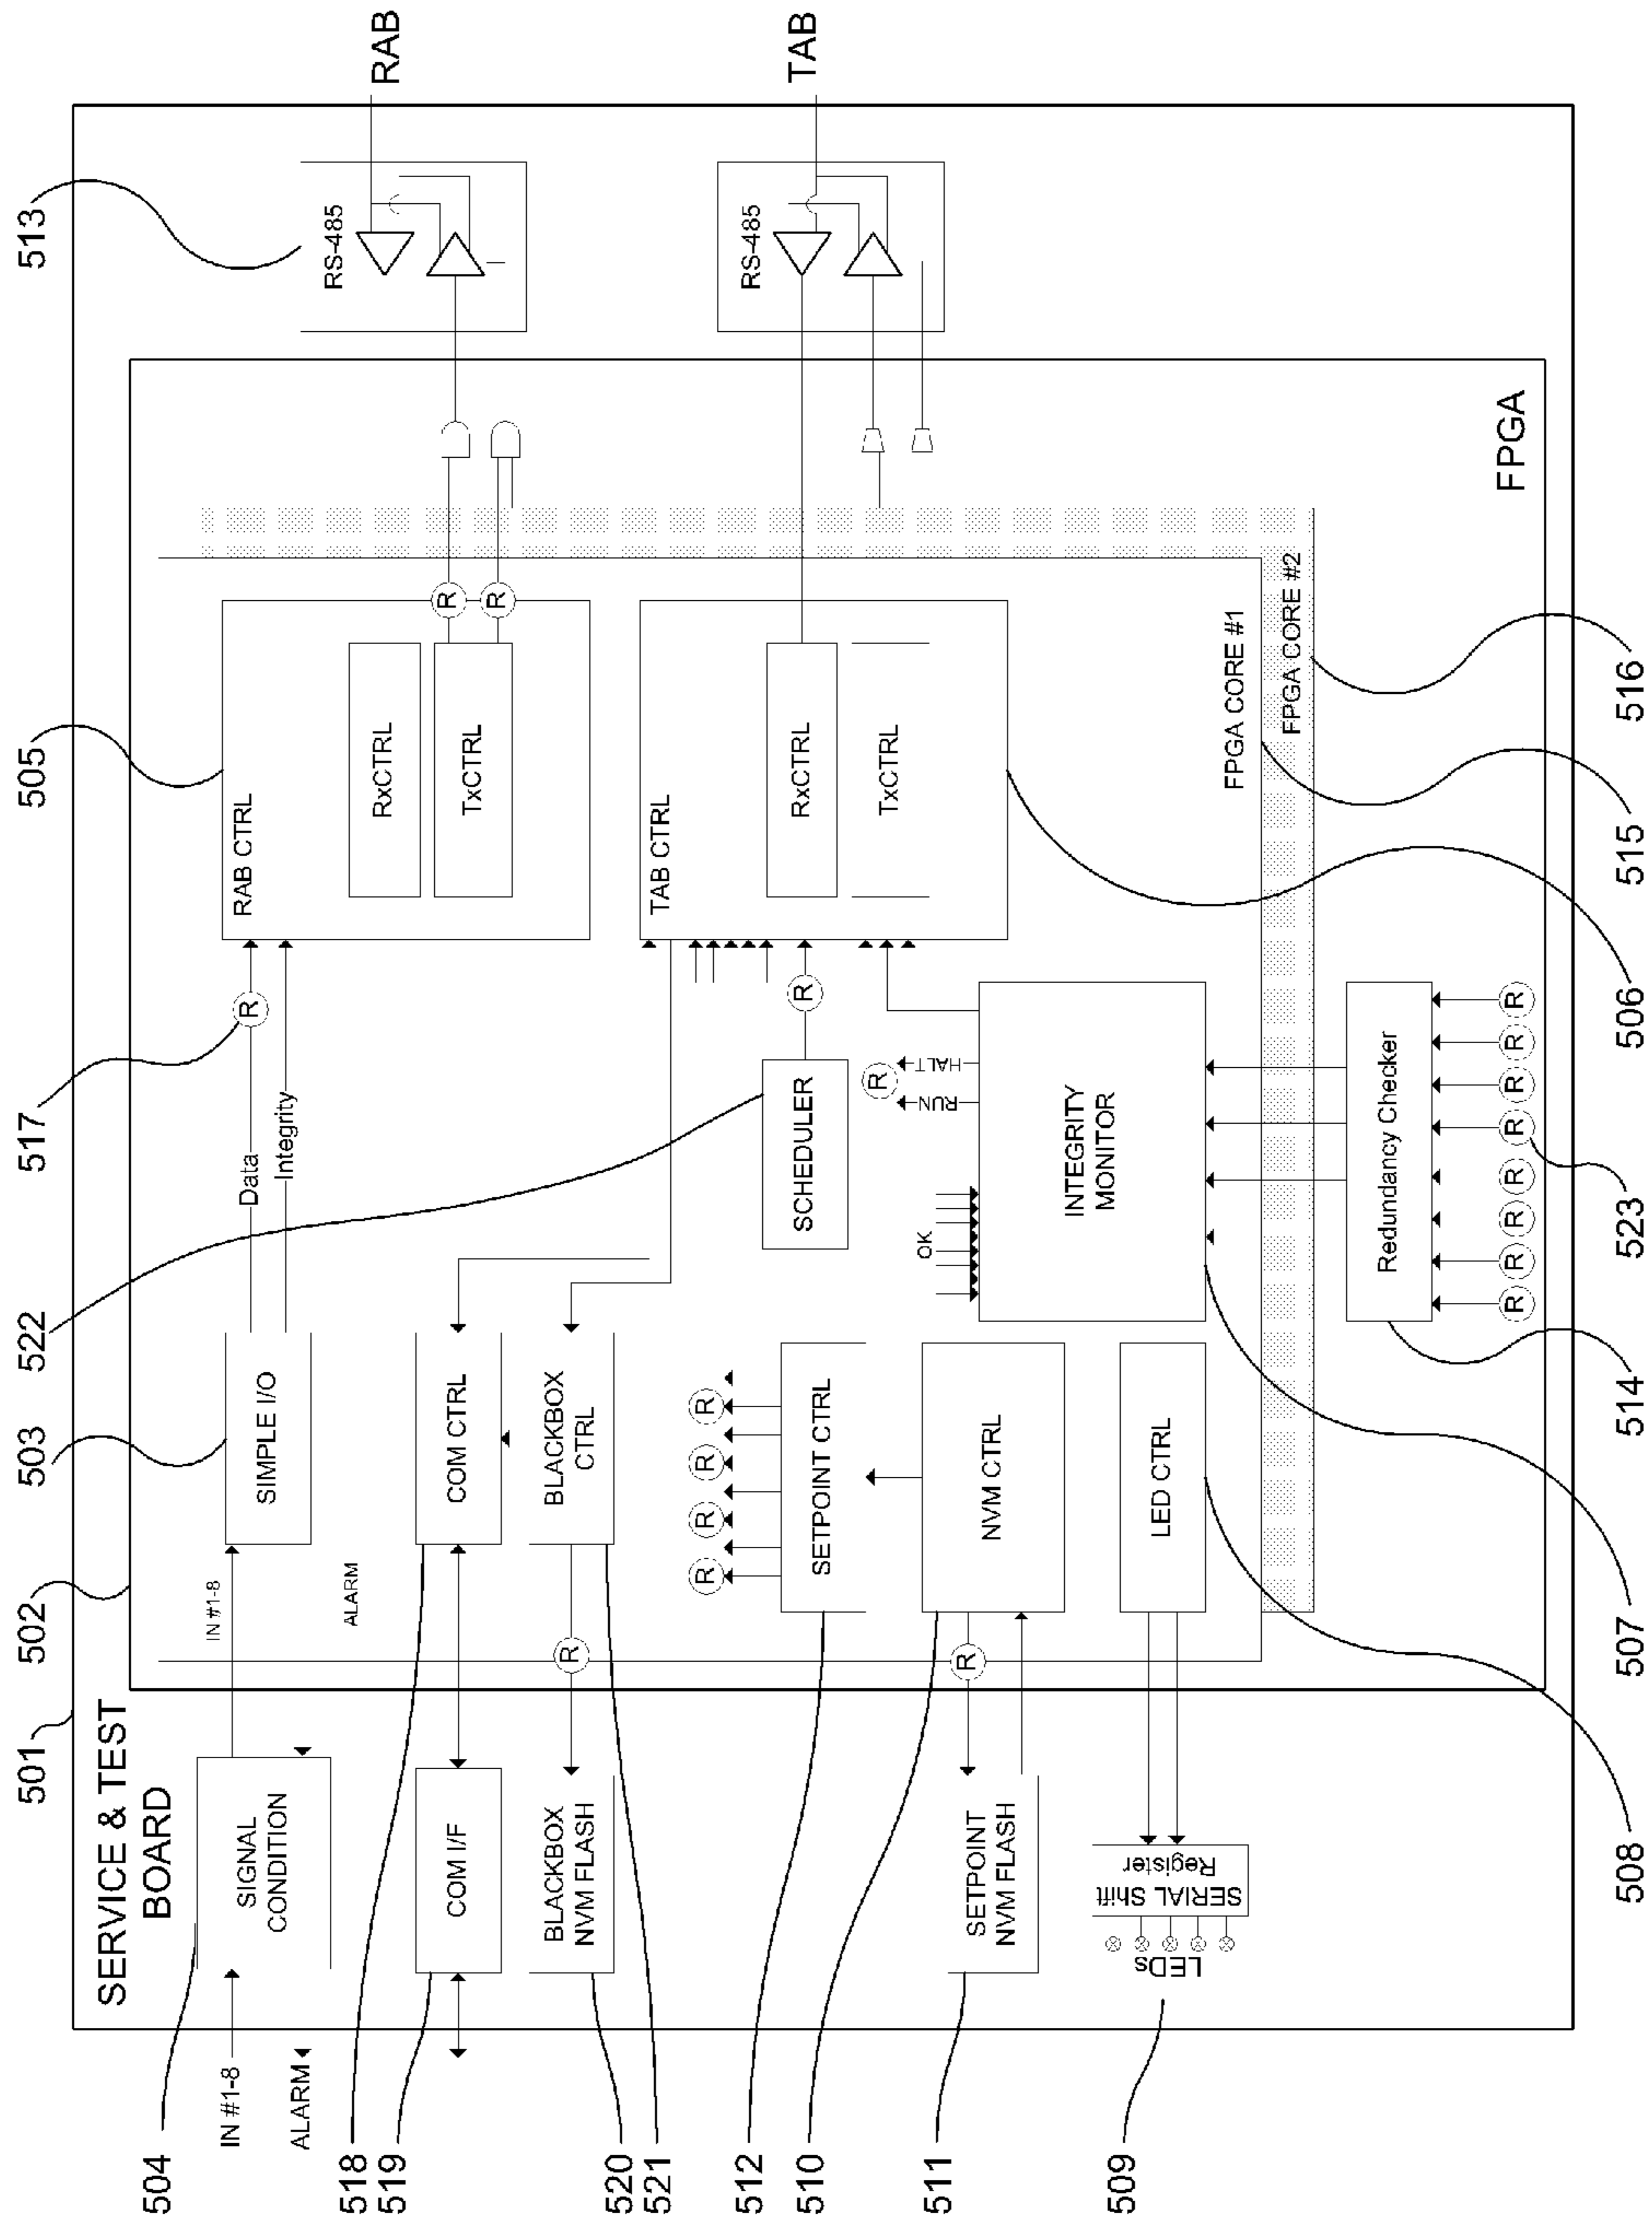 SERVICE & TEST
BOARD
501
502
503
522
517
505
513
504
IN #1-8
ALARM
SIGNAL
CONDITION
IN #1-8
ALARM
SIMPLE I/O
Data
Integrity
R
RAB CTRL
RxCTRL
TxCTRL
R
R
RS-485
RAB
518
519
COM I/F
COM CTRL
520
521
BLACKBOX
NVM FLASH
R
BLACKBOX
CTRL
TAB CTRL
RxCTRL
TxCTRL
RS-485
TAB
SCHEDULER
R
512
510
R
R
R
R
SETPOINT CTRL
511
SETPOINT
NVM FLASH
R
NVM CTRL
OK
RUN
HALT
R
INTEGRITY
MONITOR
509
LEDs
SERIAL Shift
Register
LED CTRL
FPGA CORE #1
FPGA CORE #2
Redundancy Checker
R
R
R
R
R
R
R
R
FPGA
508
507
514
523
506
515
516